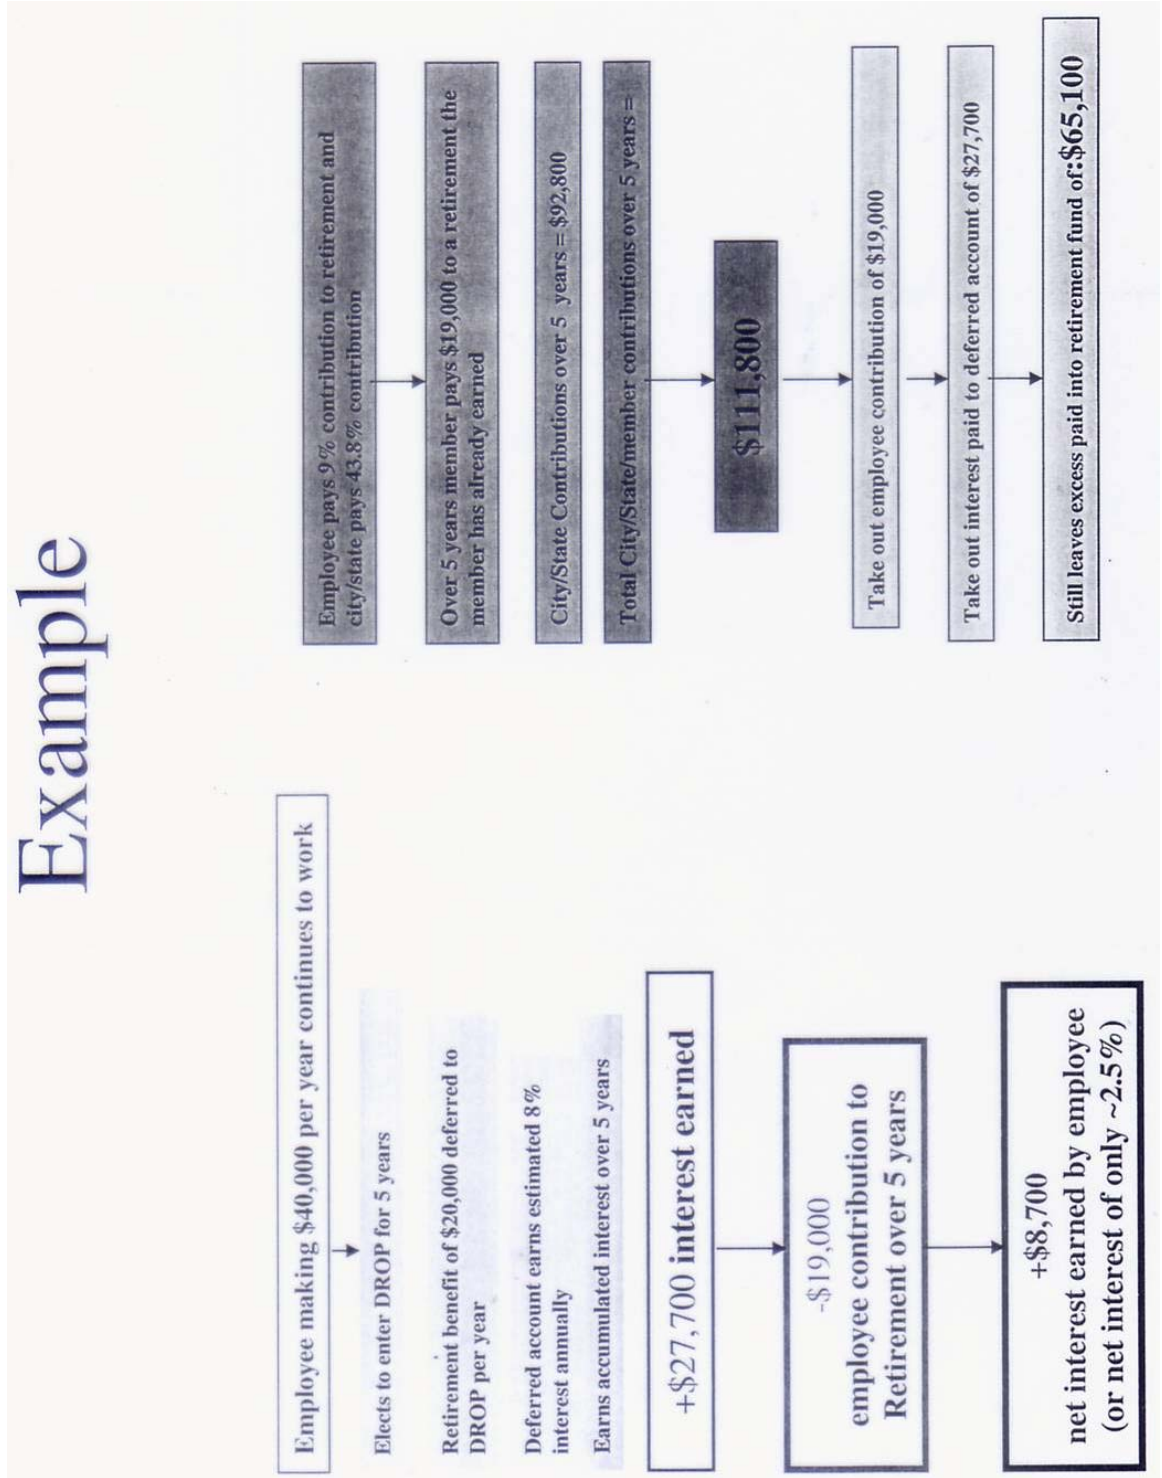 Example
Employee making $40,000 per year continues to work
Elects to enter DROP for 5 years
Retirement benefit of $20,000 deferred to
DROP per year
Deferred account earns estimated 8%
interest annually
Earns accumulated interest over 5 years
+$27,700 interest earned
-$19,000
employee contribution to
Retirement over 5 years
+$8,700
net interest earned by employee
(or net interest of only ~2.5%)
Employee pays 9% contribution to retirement and
city/state pays 43.8% contribution
Over 5 years member pays $19,000 to a retirement the
member has already earned
City/State Contributions over 5 years = $92,800
Total City/State/member contributions over 5 years =
$111,800
Take out employee contribution of $19,000
Take out interest paid to deferred account of $27,700
Still leaves excess paid into retirement fund of:$65,100